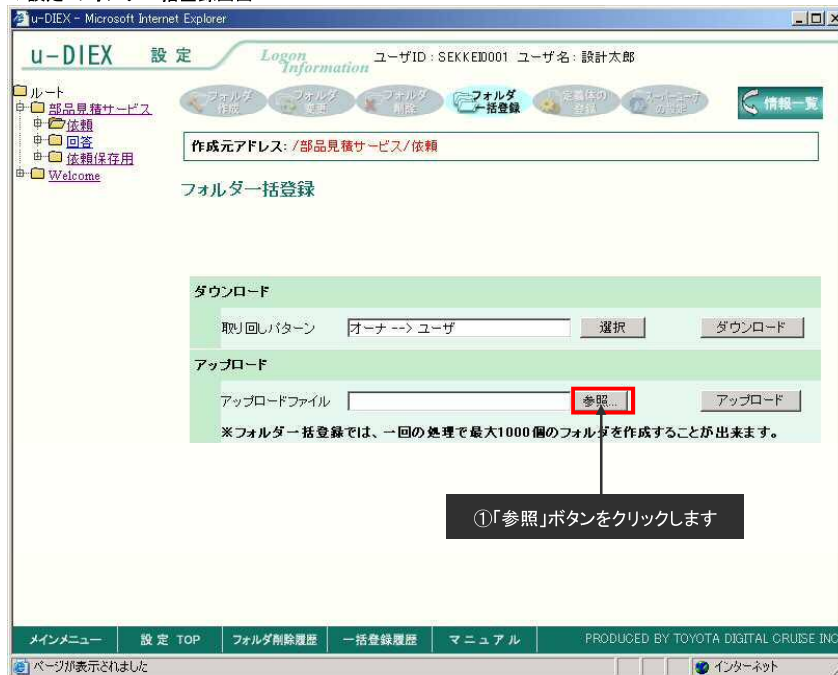 u-DIEX - Microsoft Internet Explorer
u-DIEX 設 定 Logon Information ユーザID : SEKKEI0001 ユーザ名 : 設計太郎
ルート
部品見積サービス
依頼
回答
依頼保存用
Welcome
フォルダ作成 フォルダ変更 フォルダ削除 フォルダ一括登録 定義体の登録 情報一覧
作成元アドレス: /部品見積サービス/依頼
フォルダ一括登録
ダウンロード
取り回しパターン オーナ --> ユーザ 選択 ダウンロード
アップロード
アップロードファイル 参照... アップロード
※フォルダ一括登録では、一回の処理で最大1000個のフォルダを作成することが出来ます。
①「参照」ボタンをクリックします
メインメニュー 設 定 TOP フォルダ削除履歴 一括登録履歴 マニュアル PRODUCED BY TOYOTA DIGITAL CRUISE INC
ページが表示されました インターネット